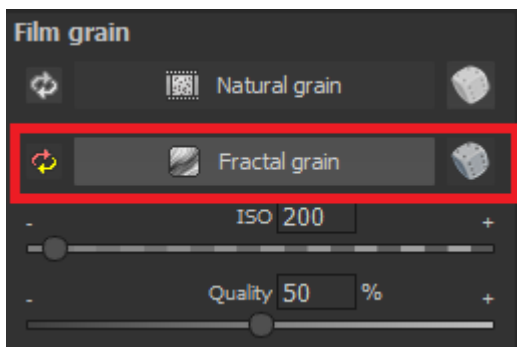 Film grain
Natural grain
Fractal grain
- ISO 200 +
- Quality 50 % +